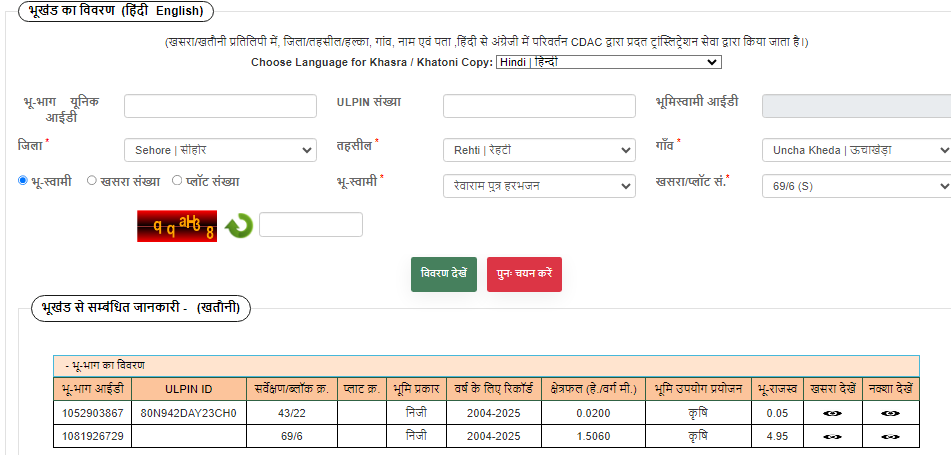 भूखंड का विवरण (हिंदी English)
(खसरा/खतौनी प्रतिलिपी में, जिला/तहसील/हल्का, गांव, नाम एवं पता ,हिंदी से अंग्रेजी में परिवर्तन CDAC द्वारा प्रदत ट्रांस्लिट्रेशन सेवा द्वारा किया जाता है।)
Choose Language for Khasra / Khatoni Copy: Hindi | हिन्दी
भू-भाग यूनिक आईडी
ULPIN संख्या
भूमिस्वामी आईडी
जिला * Sehore | सीहोर तहसील * Rehti | रेहटी गाँव * Uncha Kheda | ऊचाखेड़ा
भू-स्वामी खसरा संख्या प्लॉट संख्या भू-स्वामी * रेवाराम पुत्र हरभजन खसरा/प्लॉट सं.* 69/6 (S)
qqaH38
विवरण देखें पुनः चयन करें
भूखंड से सम्बंधित जानकारी - (खतौनी)
- भू-भाग का विवरण
भू-भाग आईडी ULPIN ID सर्वेक्षण/ब्लॉक क्र. प्लाट क्र. भूमि प्रकार वर्ष के लिए रिकॉर्ड क्षेत्रफल (हे./वर्ग मी.) भूमि उपयोग प्रयोजन भू-राजस्व खसरा देखें नक्शा देखें
1052903867 80N942DAY23CH0 43/22 निजी 2004-2025 0.0200 कृषि 0.05
1081926729 69/6 निजी 2004-2025 1.5060 कृषि 4.95